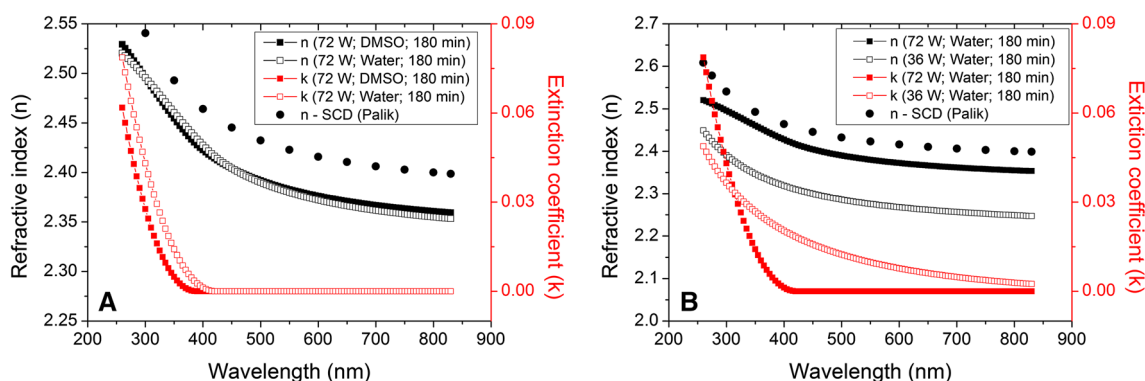 2.55
2.50
2.45
2.40
2.35
2.30
2.25
Refractive index (n)
n (72 W; DMSO; 180 min)
n (72 W; Water; 180 min)
k (72 W; DMSO; 180 min)
k (72 W; Water; 180 min)
n - SCD (Palik)
A
200 300 400 500 600 700 800 900
Wavelength (nm)
0.09
0.06
0.03
0.00
Extinction coefficient (k)
2.7
2.6
2.5
2.4
2.3
2.2
2.1
2.0
Refractive index (n)
n (72 W; Water; 180 min)
n (36 W; Water; 180 min)
k (72 W; Water; 180 min)
k (36 W; Water; 180 min)
n - SCD (Palik)
B
200 300 400 500 600 700 800 900
Wavelength (nm)
0.09
0.06
0.03
0.00
Extinction coefficient (k)